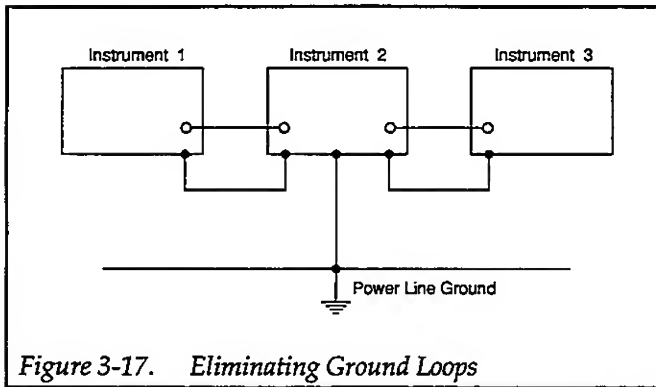 Instrument 1 Instrument 2 Instrument 3
Power Line Ground
Figure 3-17. Eliminating Ground Loops